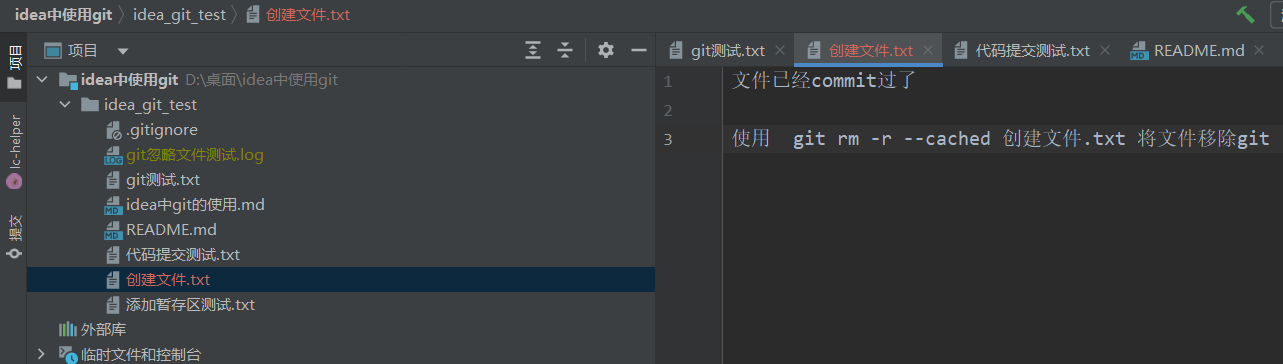 idea中使用git 〉 idea_git_test 〉 创建文件.txt
项目
git测试.txt
创建文件.txt
代码提交测试.txt
README.md
项目
lc-helper
提交
idea中使用git D:\桌面\idea中使用git
idea_git_test
.gitignore
git忽略文件测试.log
git测试.txt
idea中git的使用.md
README.md
代码提交测试.txt
创建文件.txt
添加暂存区测试.txt
外部库
临时文件和控制台
1 文件已经commit过了
2
3 使用 git rm -r --cached 创建文件.txt 将文件移除git